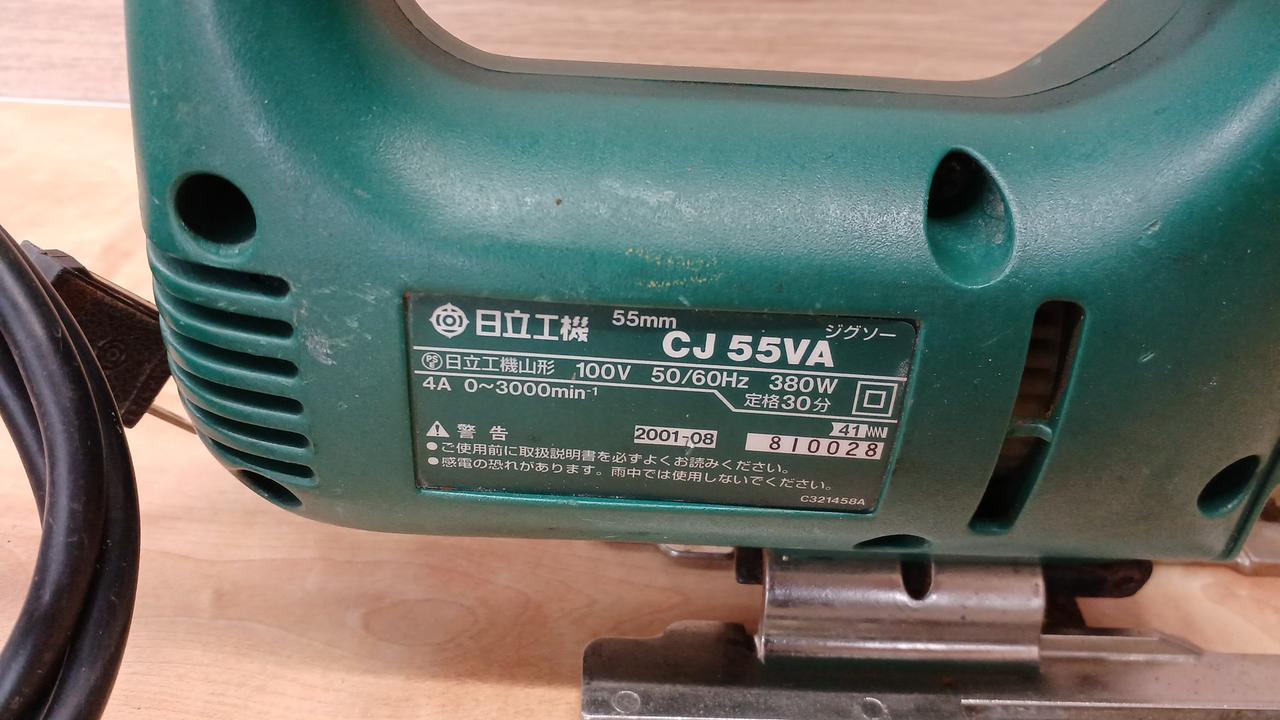 日立工機 55mm ジグソー
CJ 55VA
PS E 日立工機山形 100V 50/60Hz 380W
4A 0～3000min⁻¹ 定格30分
41
⚠ 警告 2001-08 810028
●ご使用前に取扱説明書を必ずよくお読みください。
●感電の恐れがあります。雨中では使用しないでください。
C321458A